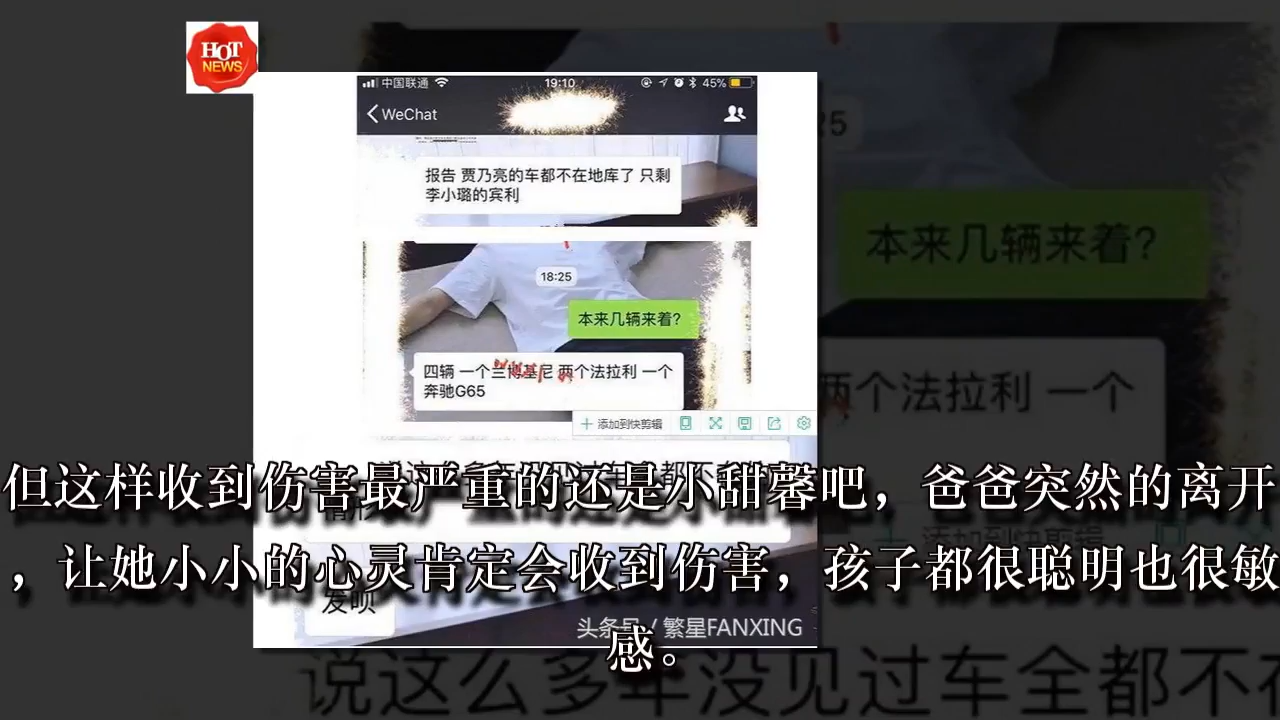 HOT
NEWS
中国联通
19:10
45%
WeChat
报告 贾乃亮的车都不在地库了 只剩
李小璐的宾利
18:25
本来几辆来着？
四辆 一个兰博基尼 两个法拉利 一个
奔驰G65
添加到快剪辑
但这样收到伤害最严重的还是小甜馨吧，爸爸突然的离开
，让她小小的心灵肯定会收到伤害，孩子都很聪明也很敏
感。
发呗
头条号 / 繁星FANXING
25
本来几辆来着？
两个法拉利 一个
添加到快剪辑
说这么多年没见过车全都不在